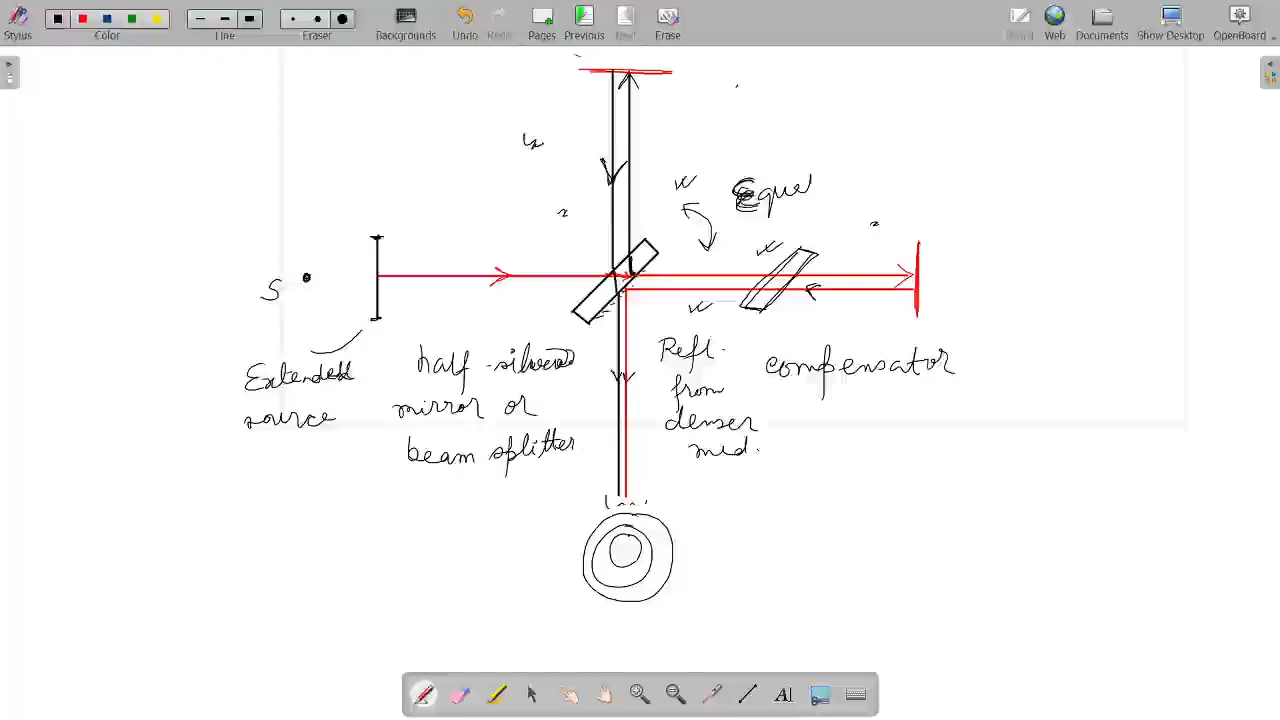 Stylus
Color
Line
Eraser
Backgrounds
Undo
Redo
Pages
Previous
Next
Erase
Board
Web
Documents
Show Desktop
OpenBoard
Equal
S
Extended
source
half-silvered
mirror or
beam splitter
Refl.
from
denser
med.
compensator